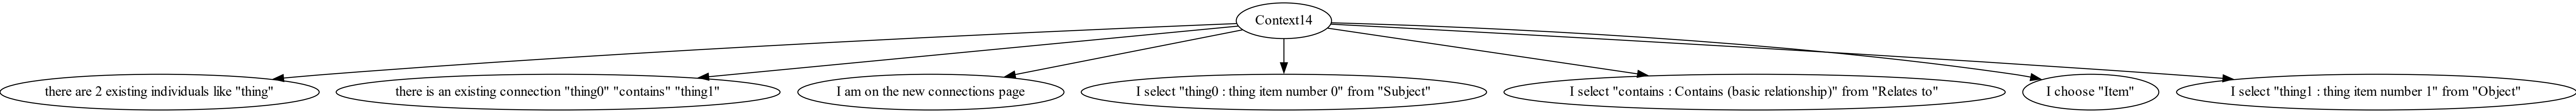 Context14
there are 2 existing individuals like "thing"
there is an existing connection "thing0" "contains" "thing1"
I am on the new connections page
I select "thing0 : thing item number 0" from "Subject"
I select "contains : Contains (basic relationship)" from "Relates to"
I choose "Item"
I select "thing1 : thing item number 1" from "Object"